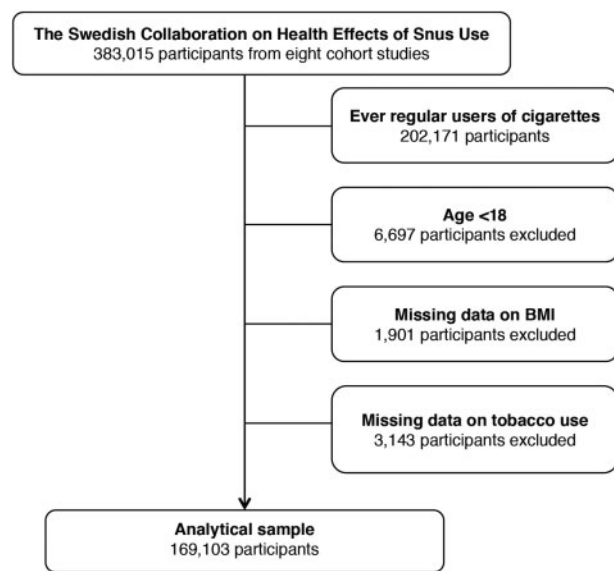 The Swedish Collaboration on Health Effects of Snus Use
383,015 participants from eight cohort studies
Ever regular users of cigarettes
202,171 participants
Age <18
6,697 participants excluded
Missing data on BMI
1,901 participants excluded
Missing data on tobacco use
3,143 participants excluded
Analytical sample
169,103 participants